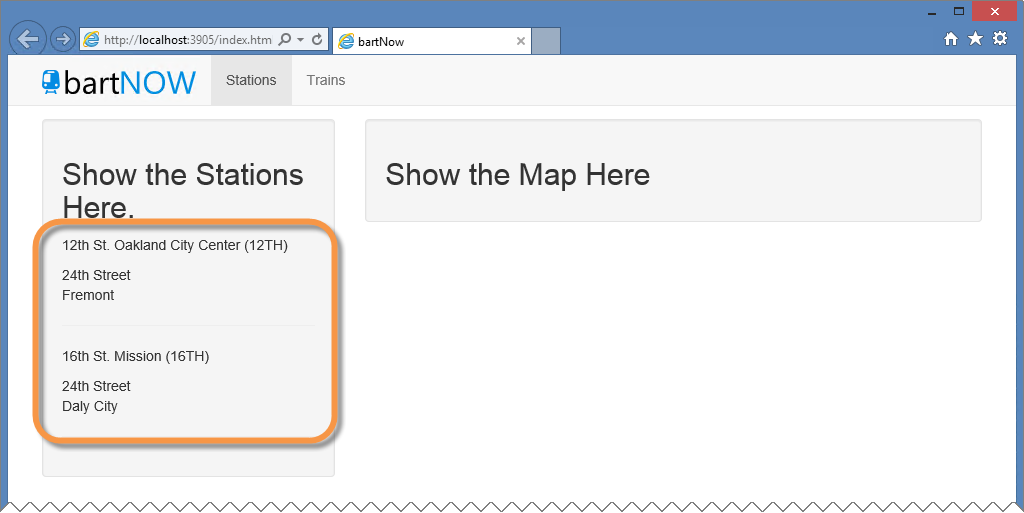 http://localhost:3905/index.htm
bartNow
bartNOW
Stations
Trains
Show the Stations
Here.
Show the Map Here
12th St. Oakland City Center (12TH)
24th Street
Fremont
16th St. Mission (16TH)
24th Street
Daly City